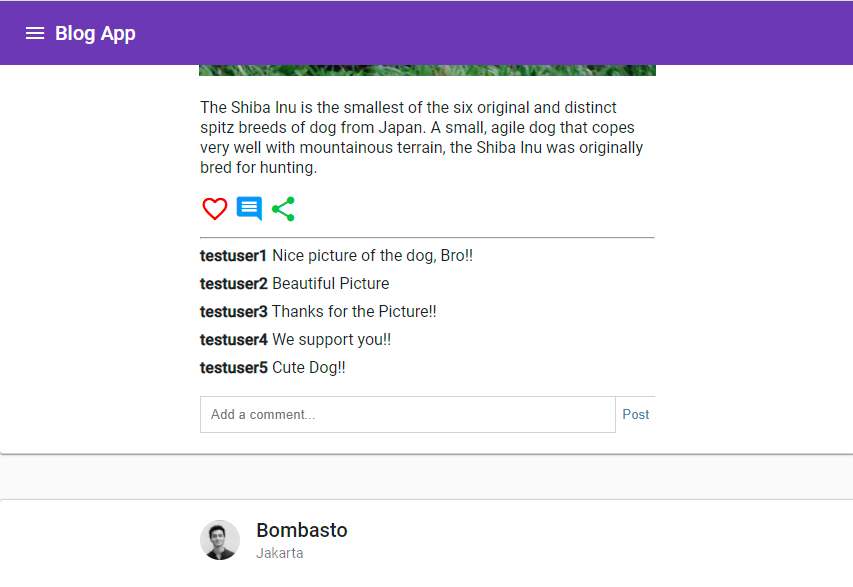 Blog App
The Shiba Inu is the smallest of the six original and distinct
spitz breeds of dog from Japan. A small, agile dog that copes
very well with mountainous terrain, the Shiba Inu was originally
bred for hunting.
testuser1 Nice picture of the dog, Bro!!
testuser2 Beautiful Picture
testuser3 Thanks for the Picture!!
testuser4 We support you!!
testuser5 Cute Dog!!
Add a comment... Post
Bombasto
Jakarta